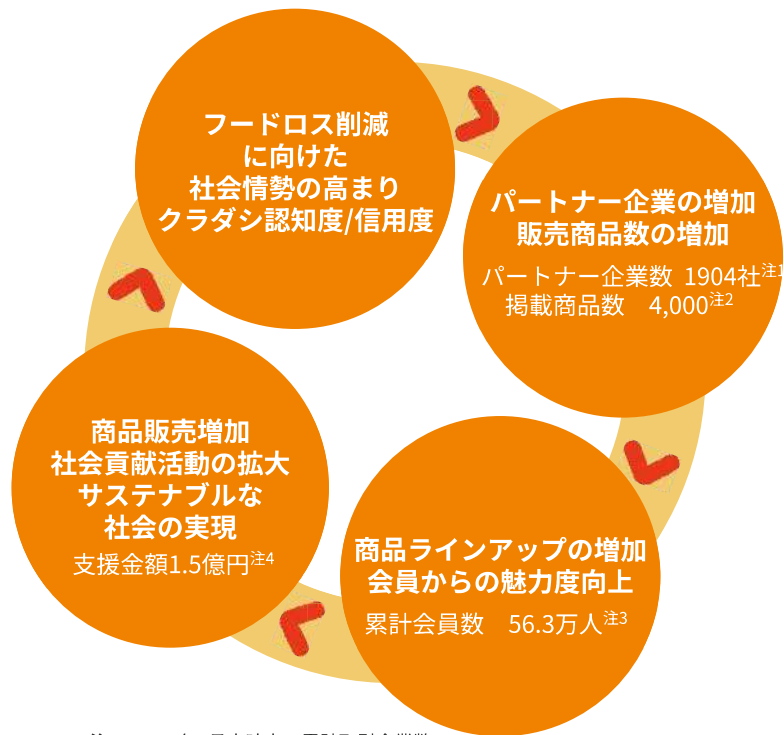 フードロス削減
に向けた
社会情勢の高まり
クラダシ認知度/信用度
パートナー企業の増加
販売商品数の増加
パートナー企業数 1904社注1
掲載商品数 4,000注2
商品ラインアップの増加
会員からの魅力度向上
累計会員数 56.3万人注3
商品販売増加
社会貢献活動の拡大
サステナブルな
社会の実現
支援金額1.5億円注4